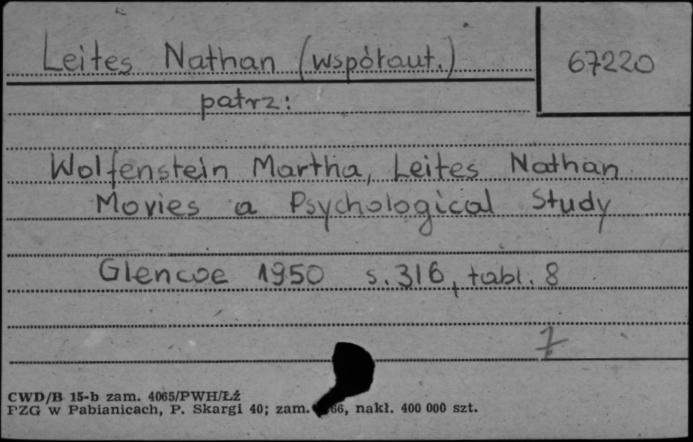 Leites Nathan (współaut.)
67220
patrz:
Wolfenstein Martha, Leites Nathan
Movies a Psychological Study
Glencoe 1950 s. 316, tabl. 8
7
CWD/B 15-b zam. 4065/PWH/Łź
PZG w Pabianicach, P. Skargi 40; zam. 66, nakł. 400 000 szt.